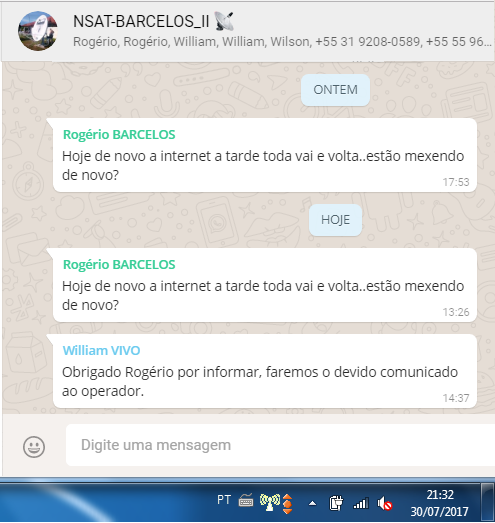 NSAT-BARCELOS_II
Rogério, Rogério, William, William, Wilson, +55 31 9208-0589, +55 55 96...
ONTEM
Rogério BARCELOS
Hoje de novo a internet a tarde toda vai e volta..estão mexendo
de novo?
17:53
HOJE
Rogério BARCELOS
Hoje de novo a internet a tarde toda vai e volta..estão mexendo
de novo?
13:26
William VIVO
Obrigado Rogério por informar, faremos o devido comunicado
ao operador.
14:37
Digite uma mensagem
PT
21:32
30/07/2017